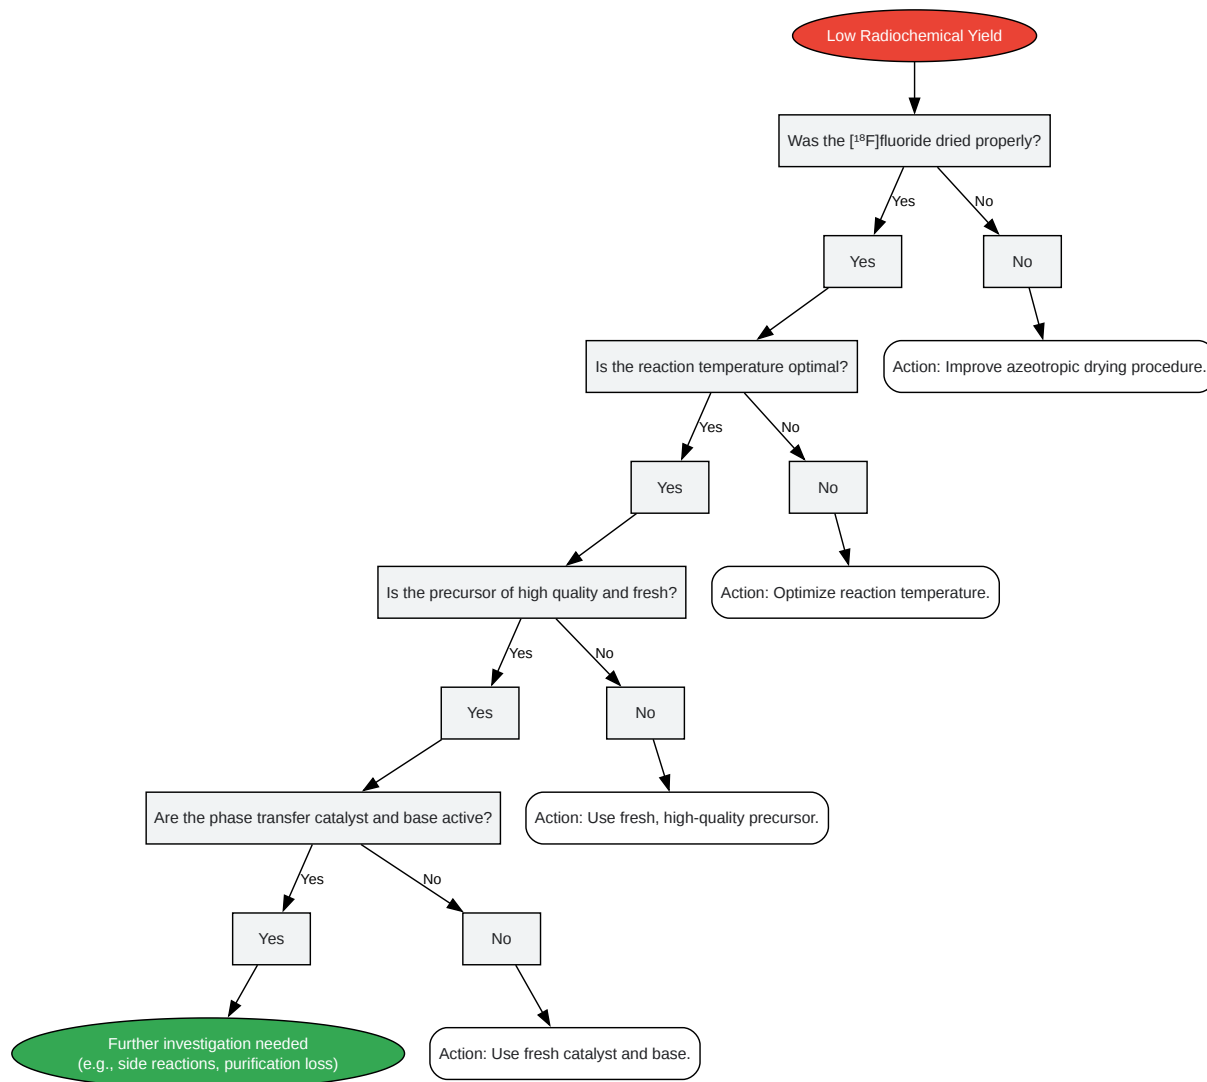 Low Radiochemical Yield
Was the [¹⁸F]fluoride dried properly?
Yes
No
Yes
No
Is the reaction temperature optimal?
Action: Improve azeotropic drying procedure.
Yes
No
Yes
No
Is the precursor of high quality and fresh?
Action: Optimize reaction temperature.
Yes
No
Yes
No
Are the phase transfer catalyst and base active?
Action: Use fresh, high-quality precursor.
Yes
No
Yes
No
Further investigation needed
(e.g., side reactions, purification loss)
Action: Use fresh catalyst and base.